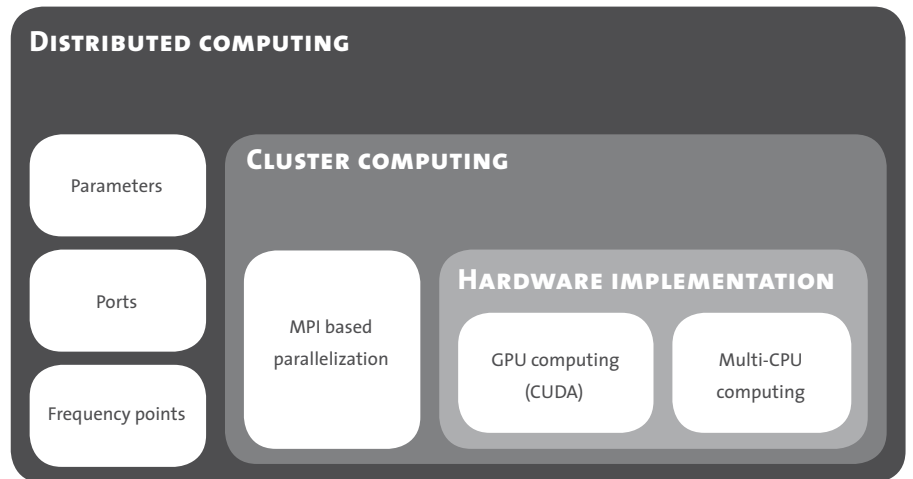 Distributed computing
Parameters
Ports
Frequency points
Cluster computing
MPI based
parallelization
Hardware implementation
GPU computing
(CUDA)
Multi-CPU
computing